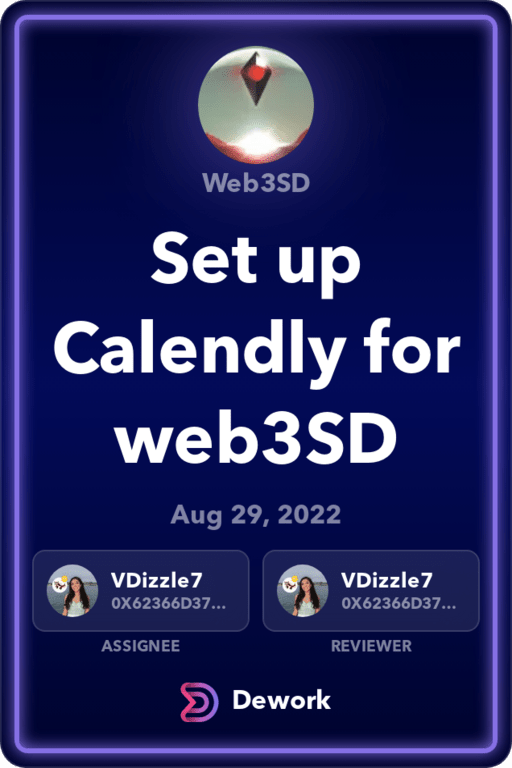 Web3SD
Set up
Calendly for
web3SD
Aug 29, 2022
VDizzle7
0X62366D37...
ASSIGNEE
VDizzle7
0X62366D37...
REVIEWER
Dework